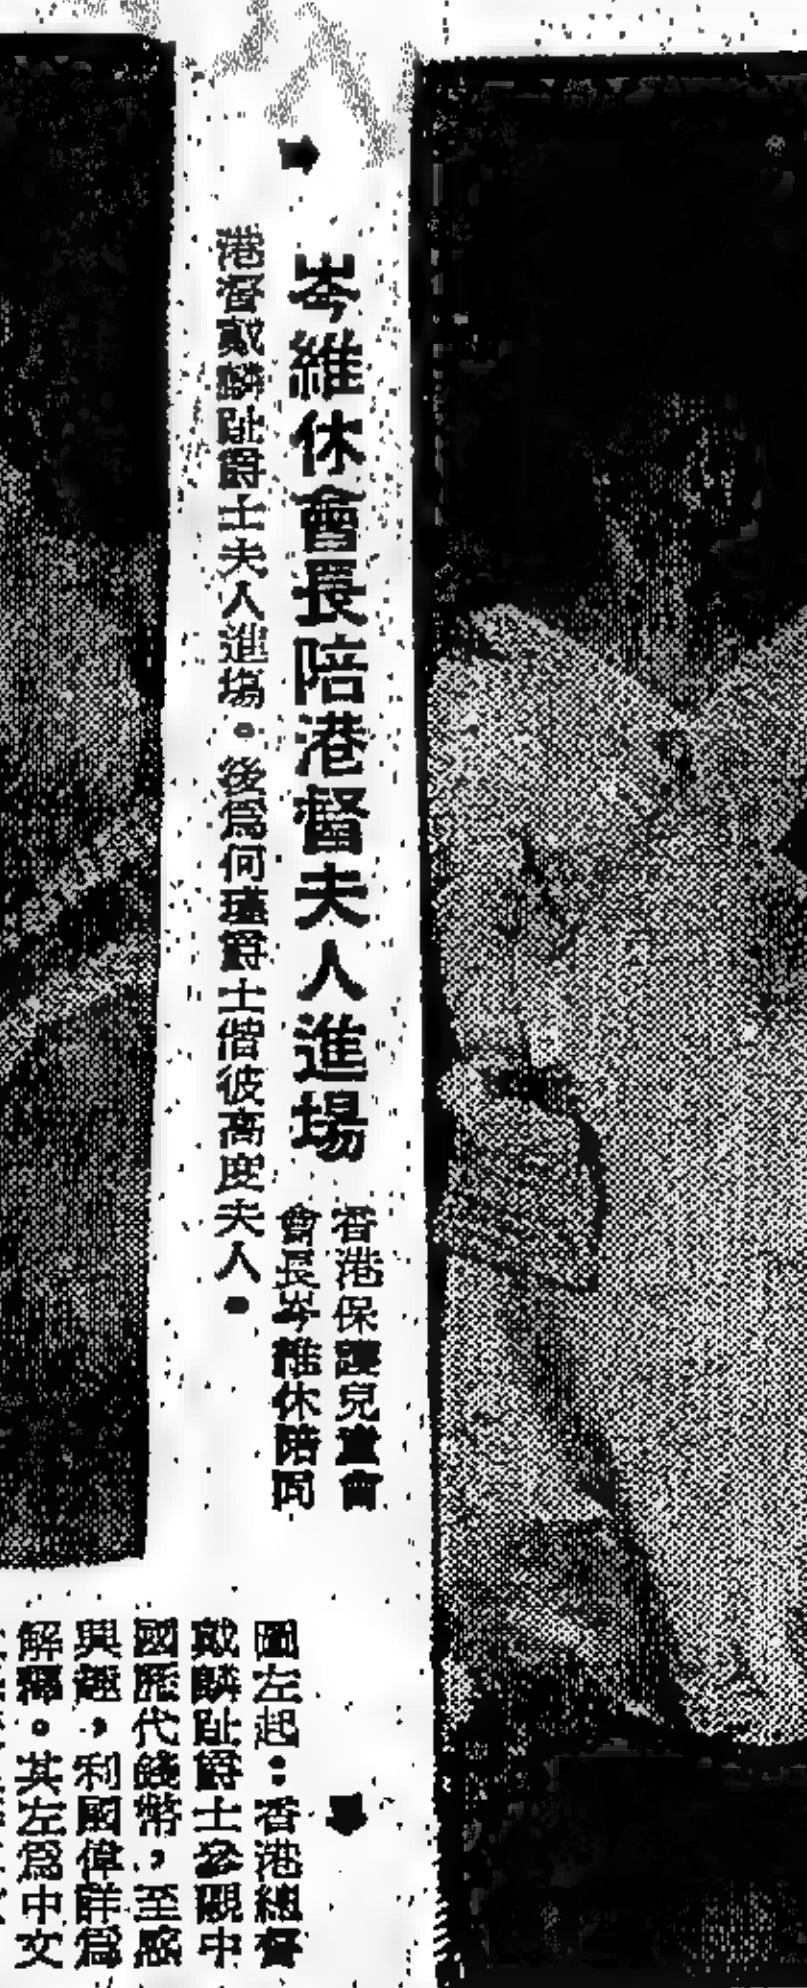 岑維休會長陪港督夫人進場
香港保護兒童會
會長岑維休陪同
港督戴麟趾爵士夫人進場。後爲何瑾爵士偕彼高度夫人。
圖左起：香港總督
戴麟趾爵士參觀中
國歷代錢幣，至感
興趣，利國偉詳爲
解釋。其左爲中文